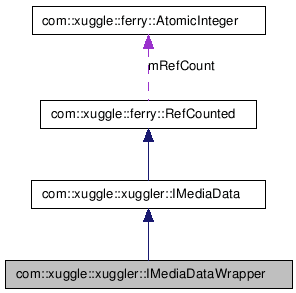 com::xuggle::ferry::AtomicInteger
mRefCount
com::xuggle::ferry::RefCounted
com::xuggle::xuggler::IMediaData
com::xuggle::xuggler::IMediaDataWrapper